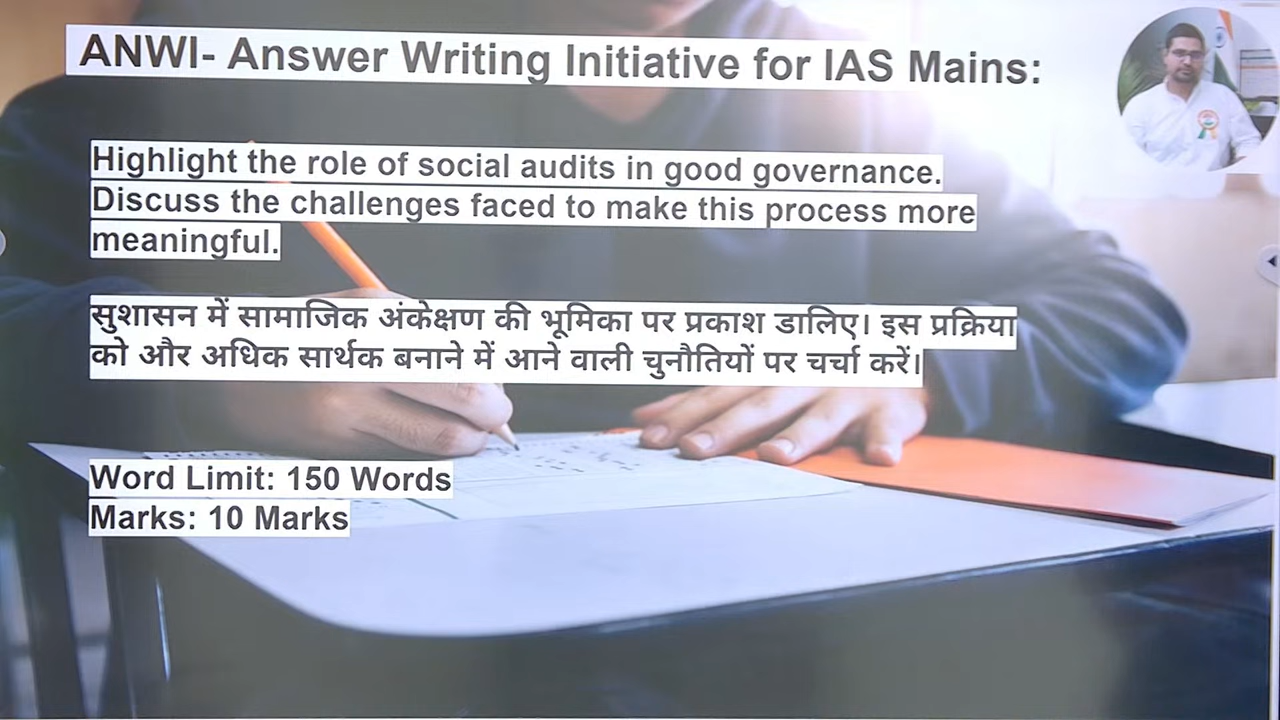 ANWI- Answer Writing Initiative for IAS Mains:
Highlight the role of social audits in good governance.
Discuss the challenges faced to make this process more
meaningful.
सुशासन में सामाजिक अंकेक्षण की भूमिका पर प्रकाश डालिए। इस प्रक्रिया
को और अधिक सार्थक बनाने में आने वाली चुनौतियों पर चर्चा करें।
Word Limit: 150 Words
Marks: 10 Marks